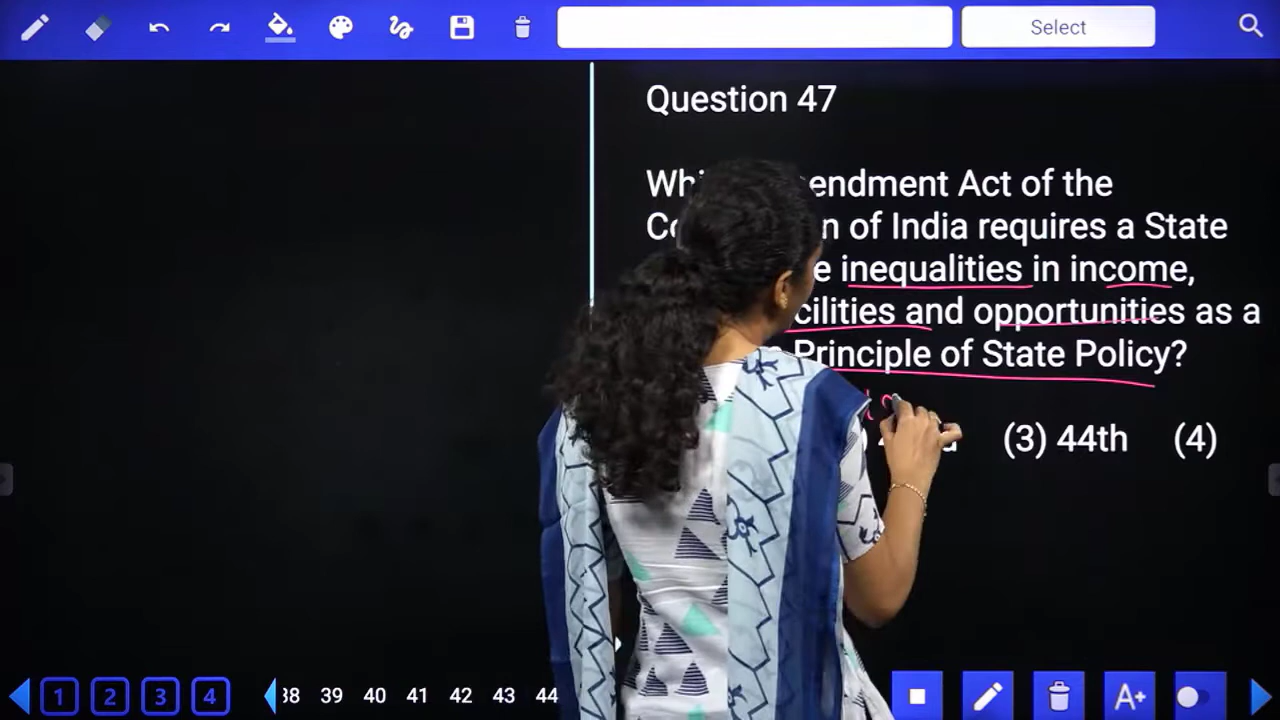 Select
Question 47
endment Act of the
of India requires a State
inequalities in income,
cilities and opportunities as a
Principle of State Policy?
(3) 44th (4)
1 2 3 4 38 39 40 41 42 43 44
A+